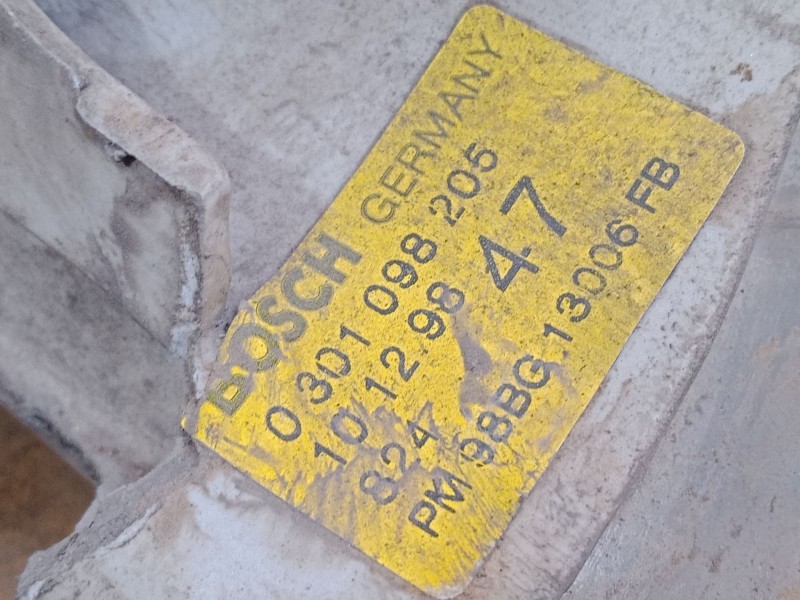 BOSCH GERMANY
0 301 098 205
10 12 98 47
824
PM 98BG 13006 FB